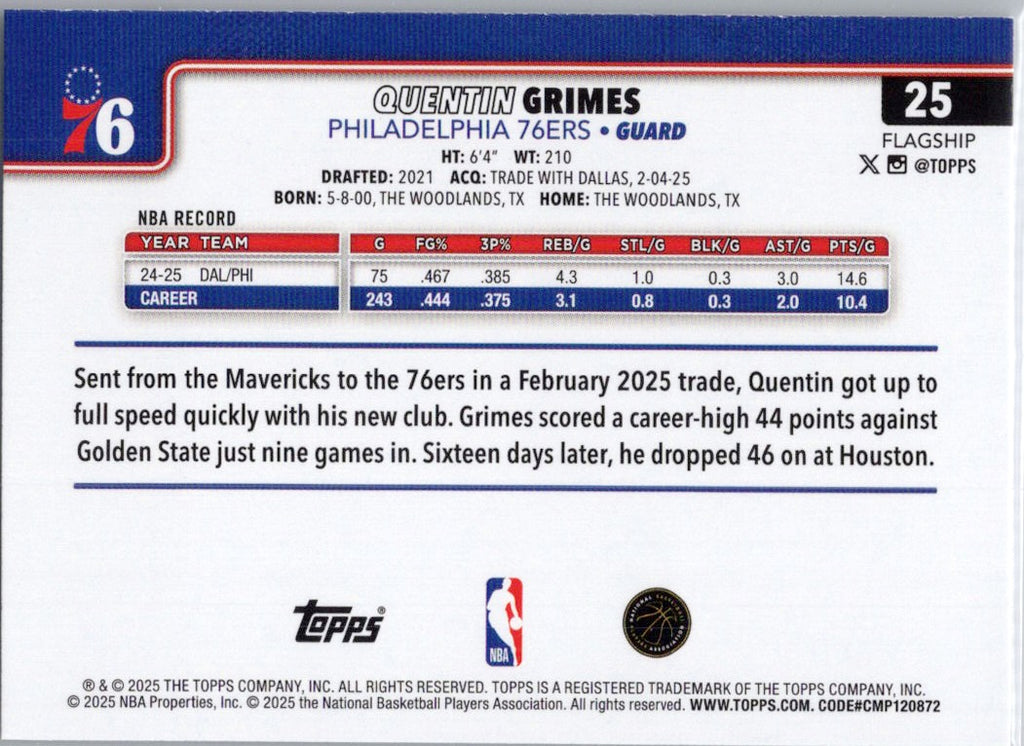 76
QUENTIN GRIMES
25
PHILADELPHIA 76ERS • GUARD
FLAGSHIP
HT: 6'4" WT: 210
@TOPPS
DRAFTED: 2021 ACQ: TRADE WITH DALLAS, 2-04-25
BORN: 5-8-00, THE WOODLANDS, TX HOME: THE WOODLANDS, TX
NBA RECORD
YEAR TEAM G FG% 3P% REB/G STL/G BLK/G AST/G PTS/G
24-25 DAL/PHI 75 .467 .385 4.3 1.0 0.3 3.0 14.6
CAREER 243 .444 .375 3.1 0.8 0.3 2.0 10.4
Sent from the Mavericks to the 76ers in a February 2025 trade, Quentin got up to
full speed quickly with his new club. Grimes scored a career-high 44 points against
Golden State just nine games in. Sixteen days later, he dropped 46 on at Houston.
Topps®
NBA
NATIONAL BASKETBALL
PLAYERS ASSOCIATION
® & © 2025 THE TOPPS COMPANY, INC. ALL RIGHTS RESERVED. TOPPS IS A REGISTERED TRADEMARK OF THE TOPPS COMPANY, INC.
© 2025 NBA Properties, Inc. © 2025 the National Basketball Players Association. All rights reserved. WWW.TOPPS.COM. CODE#CMP120872